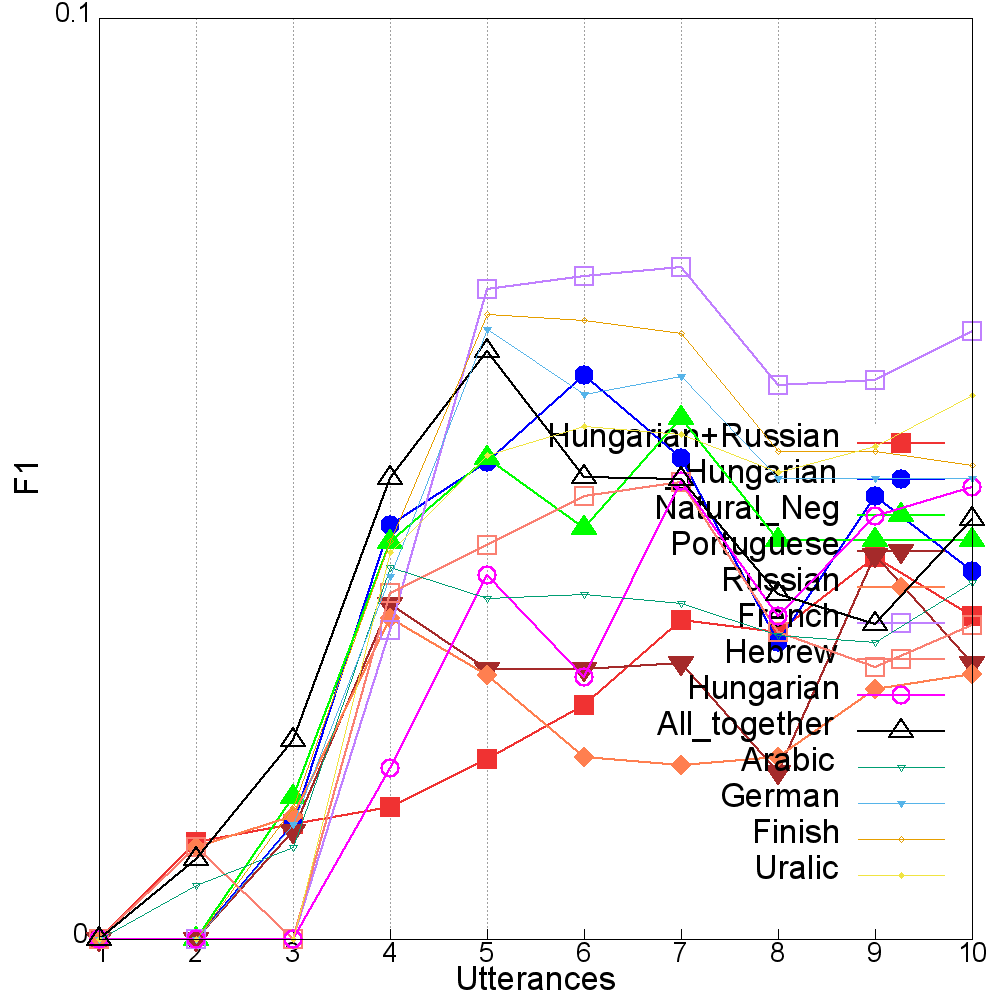 0.1
F1
Hungarian+Russian
_Hungarian
Natural_Neg
Portuguese
Russian
French
Hebrew
Hungarian
All_together
Arabic
German
Finish
Uralic
0
1 2 3 4 5 6 7 8 9 10
Utterances